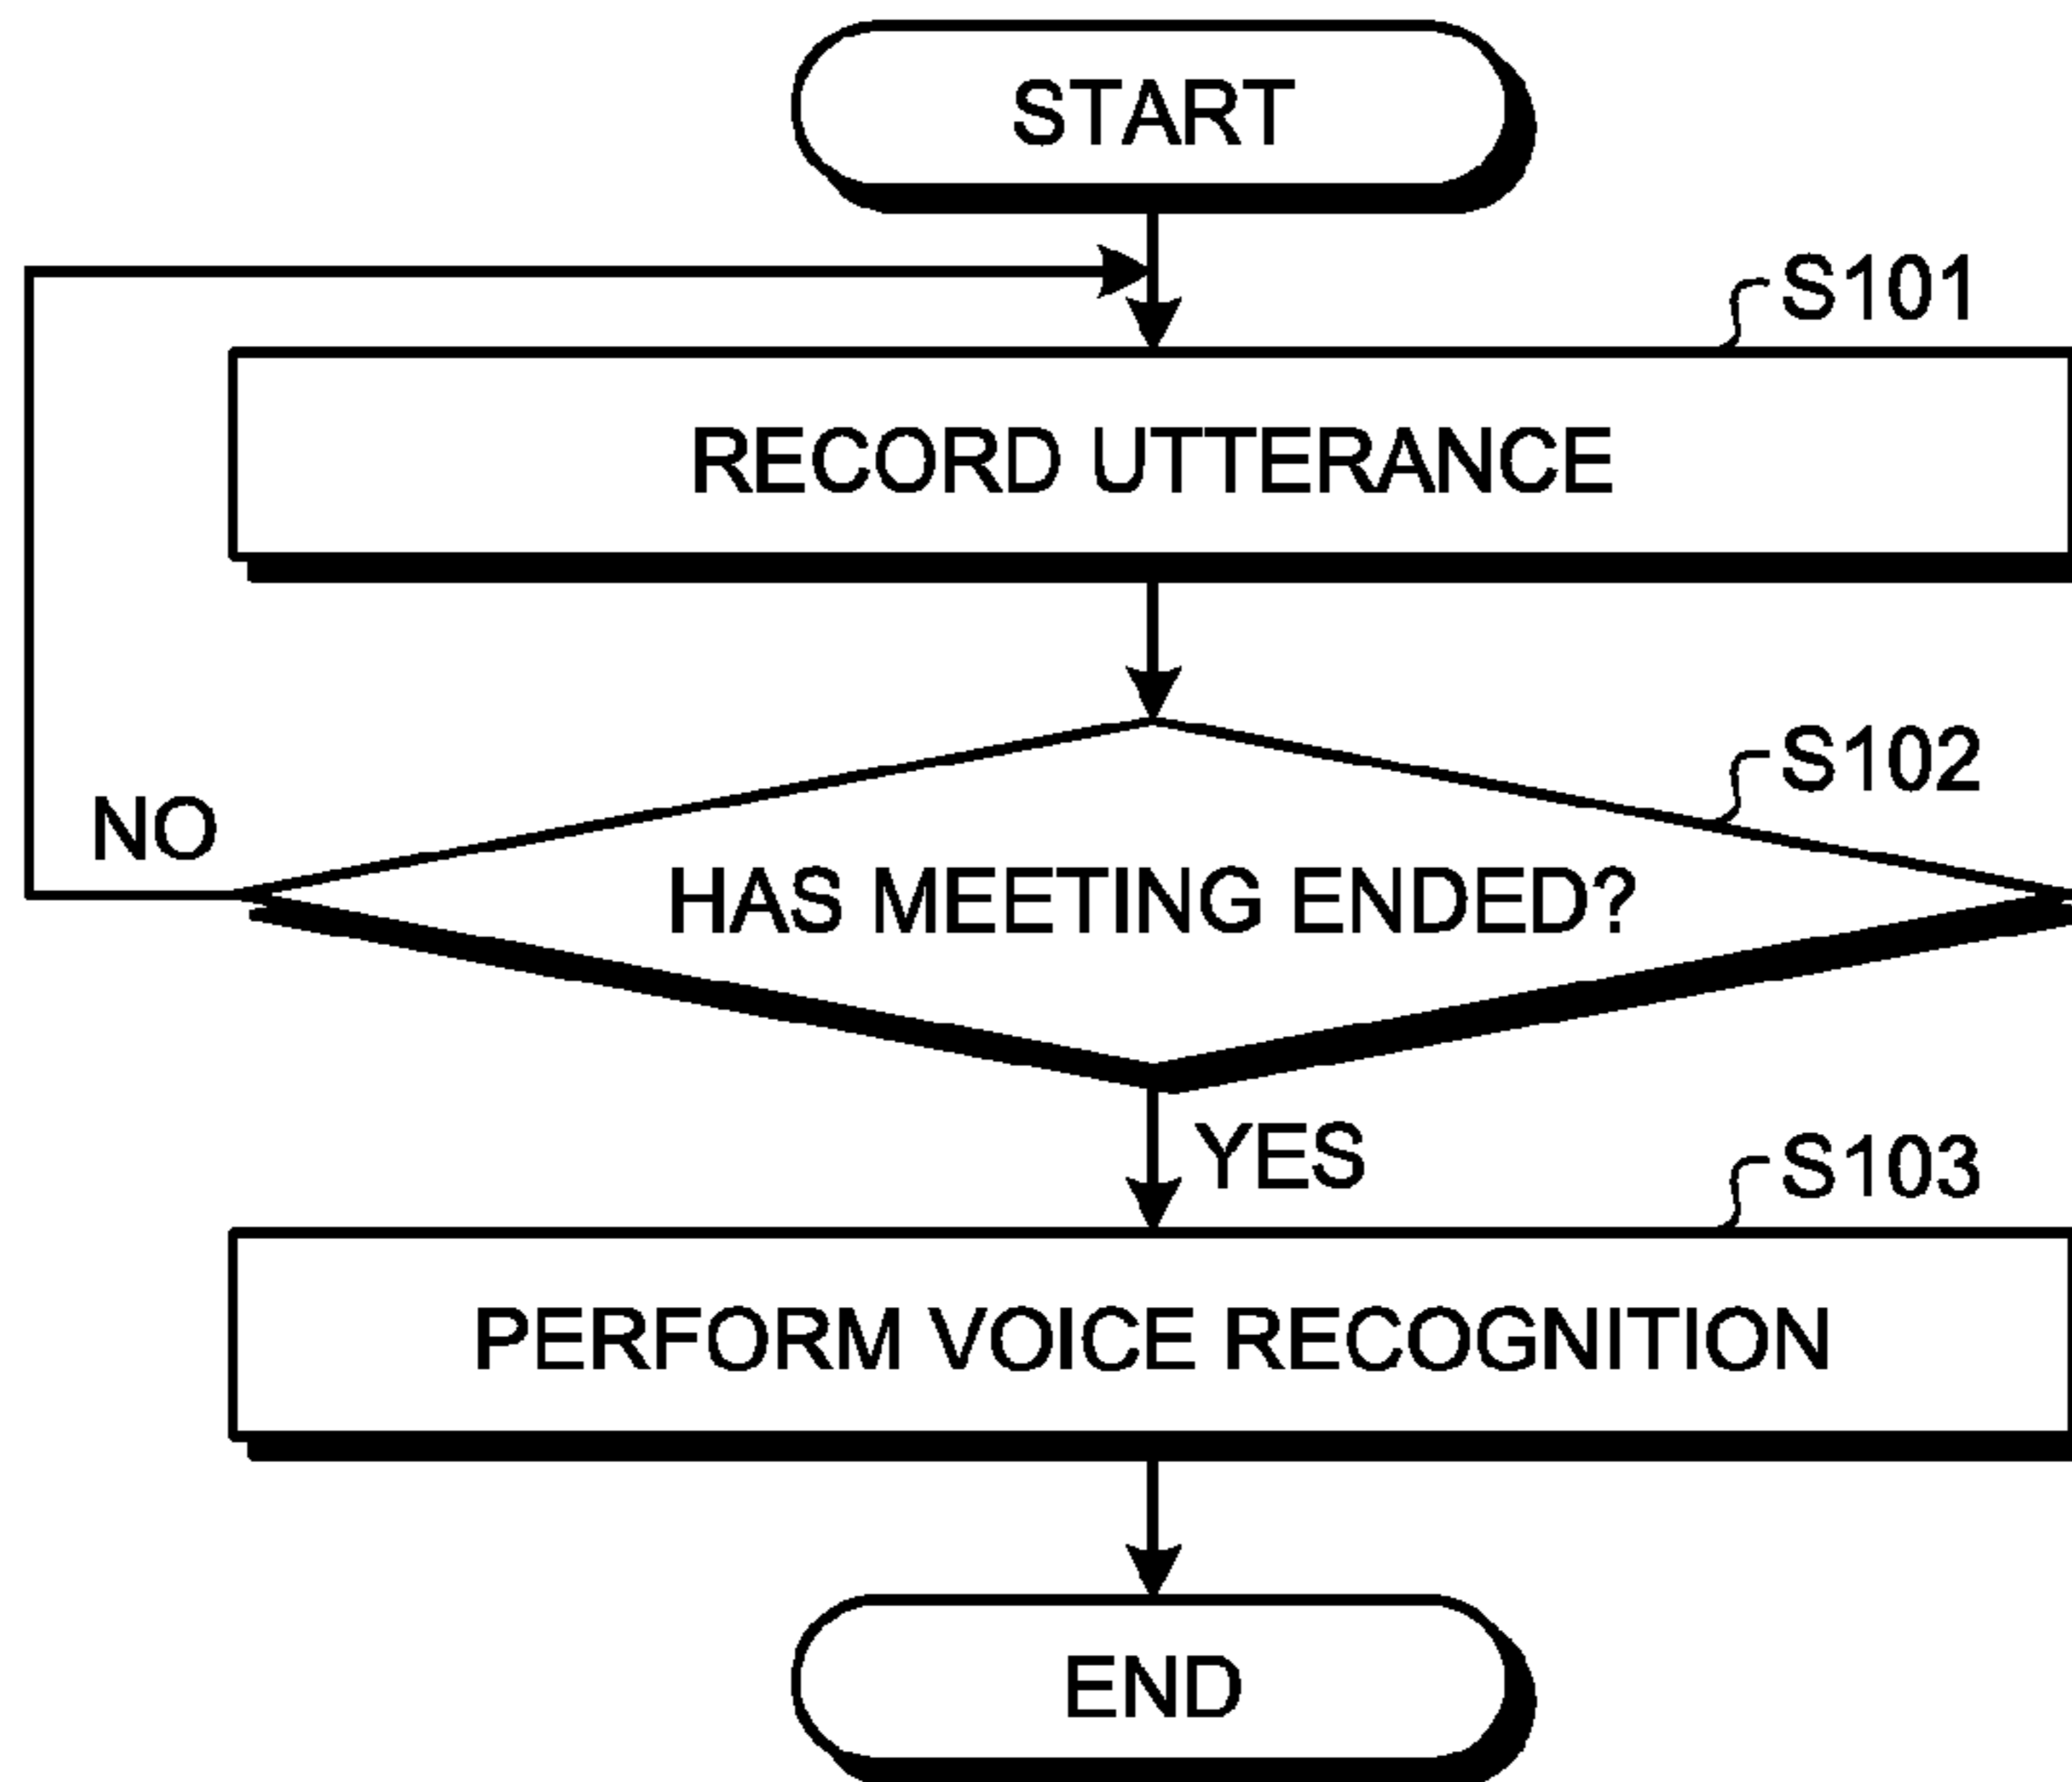 START
S101
RECORD UTTERANCE
S102
NO
HAS MEETING ENDED?
YES
S103
PERFORM VOICE RECOGNITION
END